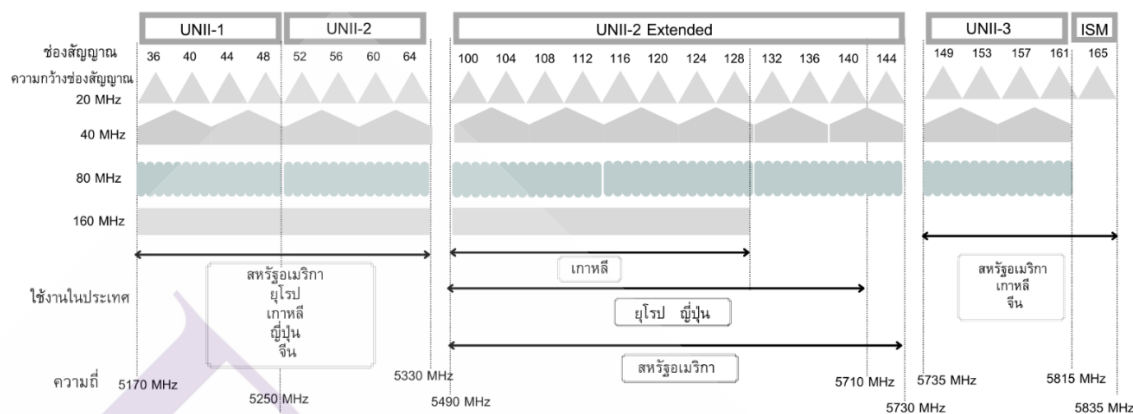 UNII-1 UNII-2 UNII-2 Extended UNII-3 ISM
ช่องสัญญาณ
36 40 44 48 52 56 60 64 100 104 108 112 116 120 124 128 132 136 140 144 149 153 157 161 165
ความกว้างช่องสัญญาณ
20 MHz
40 MHz
80 MHz
160 MHz
ใช้งานในประเทศ
สหรัฐอเมริกา
ยุโรป
เกาหลี
ญี่ปุ่น
จีน
เกาหลี
ยุโรป ญี่ปุ่น
สหรัฐอเมริกา
สหรัฐอเมริกา
เกาหลี
จีน
ความถี่
5170 MHz 5250 MHz 5330 MHz 5490 MHz 5710 MHz 5730 MHz 5735 MHz 5815 MHz 5835 MHz